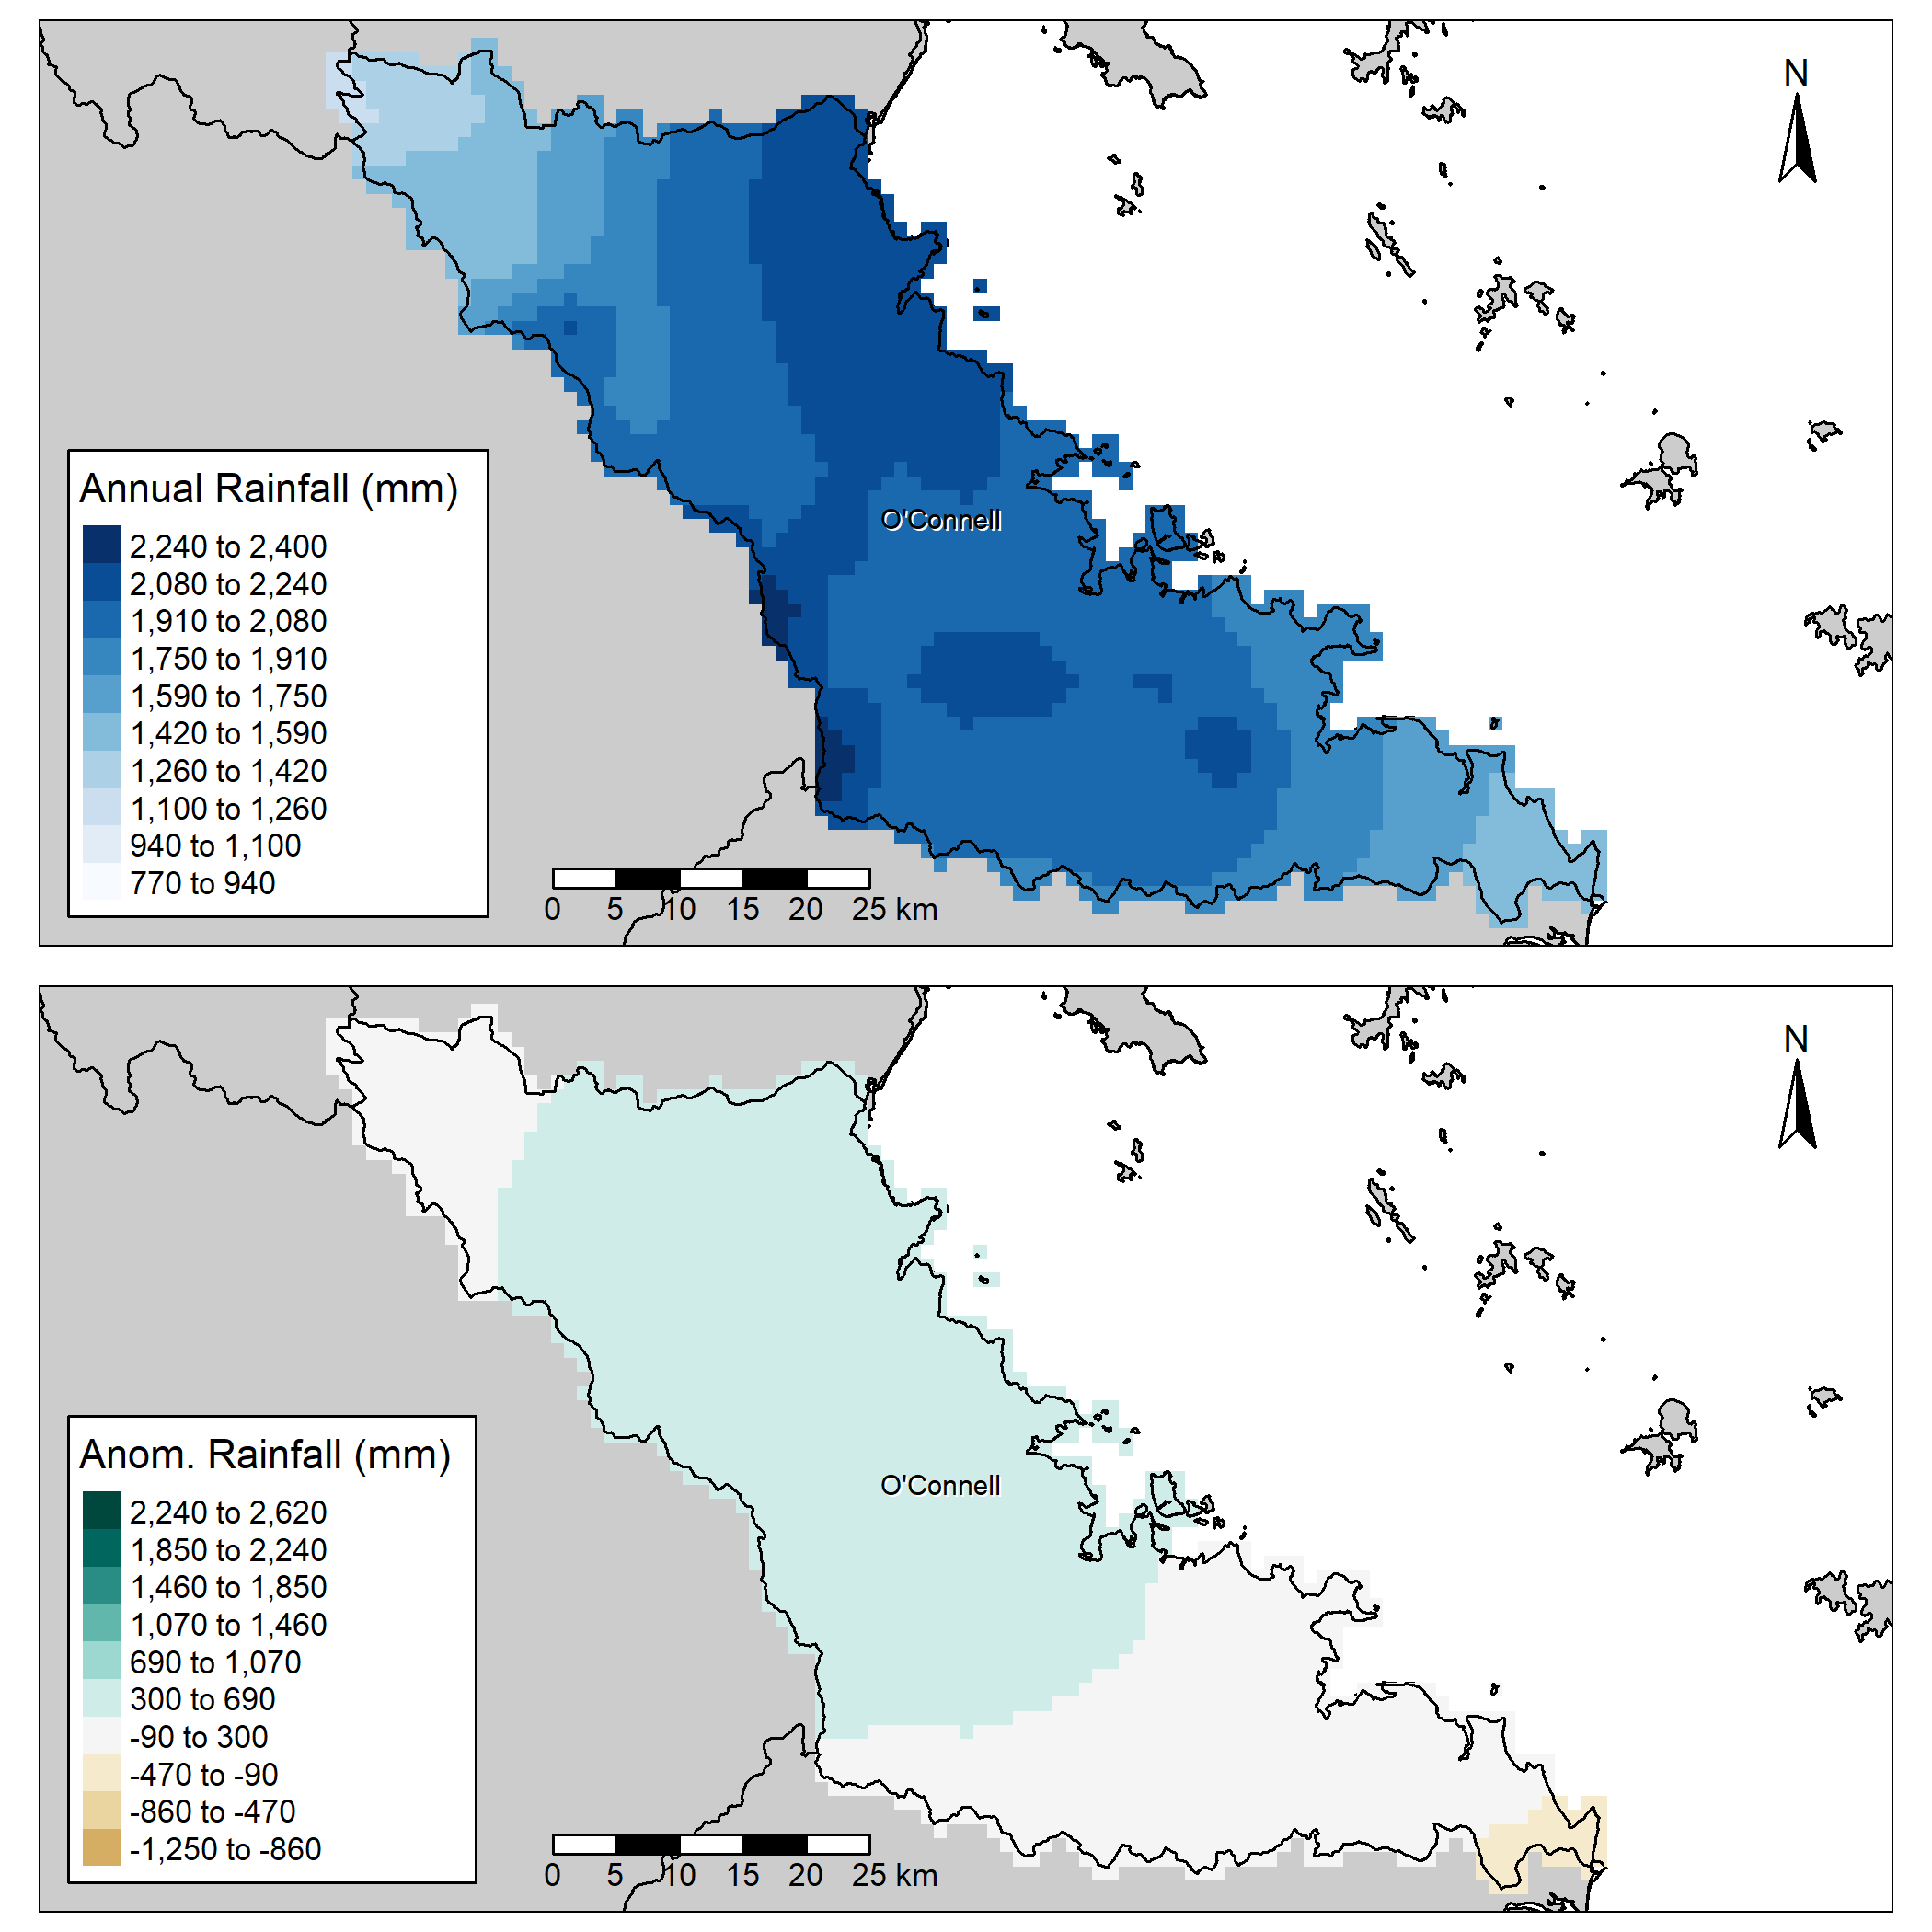 N
Annual Rainfall (mm)
2,240 to 2,400
2,080 to 2,240
1,910 to 2,080
1,750 to 1,910
1,590 to 1,750
1,420 to 1,590
1,260 to 1,420
1,100 to 1,260
940 to 1,100
770 to 940
O'Connell
0 5 10 15 20 25 km
N
Anom. Rainfall (mm)
2,240 to 2,620
1,850 to 2,240
1,460 to 1,850
1,070 to 1,460
690 to 1,070
300 to 690
-90 to 300
-470 to -90
-860 to -470
-1,250 to -860
O'Connell
0 5 10 15 20 25 km